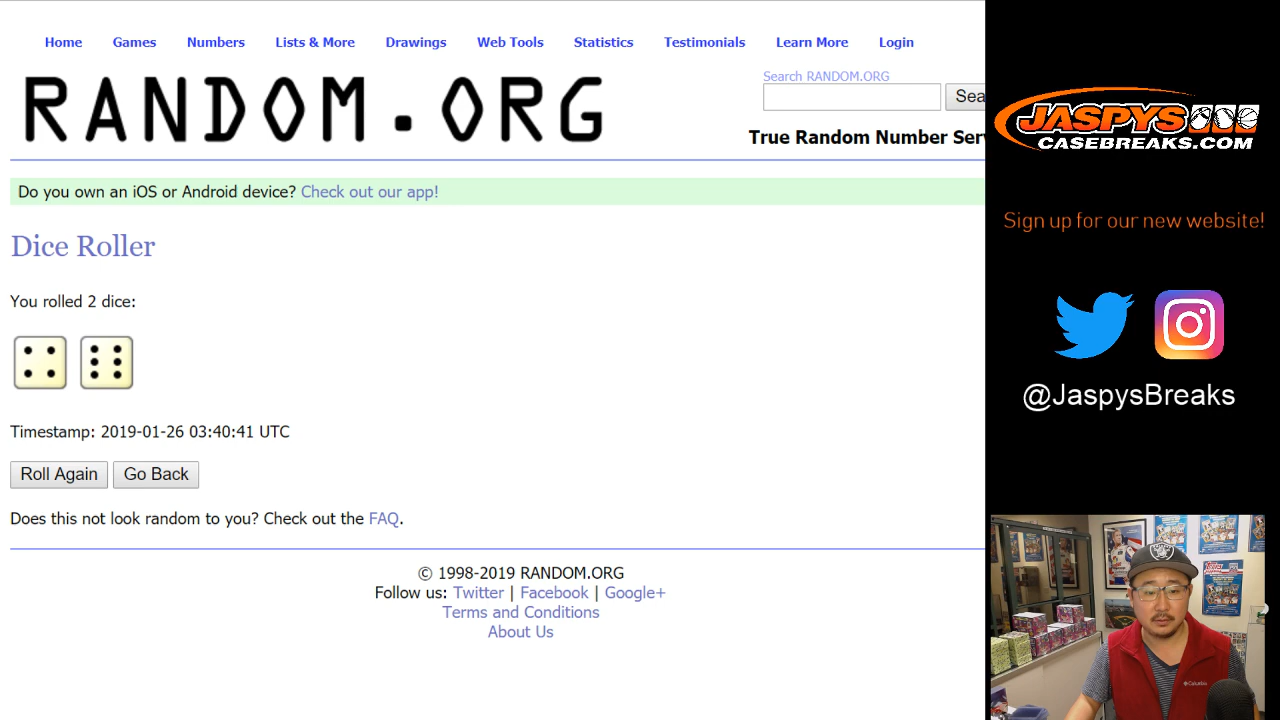 Home Games Numbers Lists & More Drawings Web Tools Statistics Testimonials Learn More Login
RANDOM.ORG
Search RANDOM.ORG
Sea
True Random Number Ser
Do you own an iOS or Android device? Check out our app!
Dice Roller
You rolled 2 dice:
Timestamp: 2019-01-26 03:40:41 UTC
Roll Again Go Back
Does this not look random to you? Check out the FAQ.
© 1998-2019 RANDOM.ORG
Follow us: Twitter | Facebook | Google+
Terms and Conditions
About Us
JASPYS
CASEBREAKS.COM
Sign up for our new website!
@JaspysBreaks
Columbia